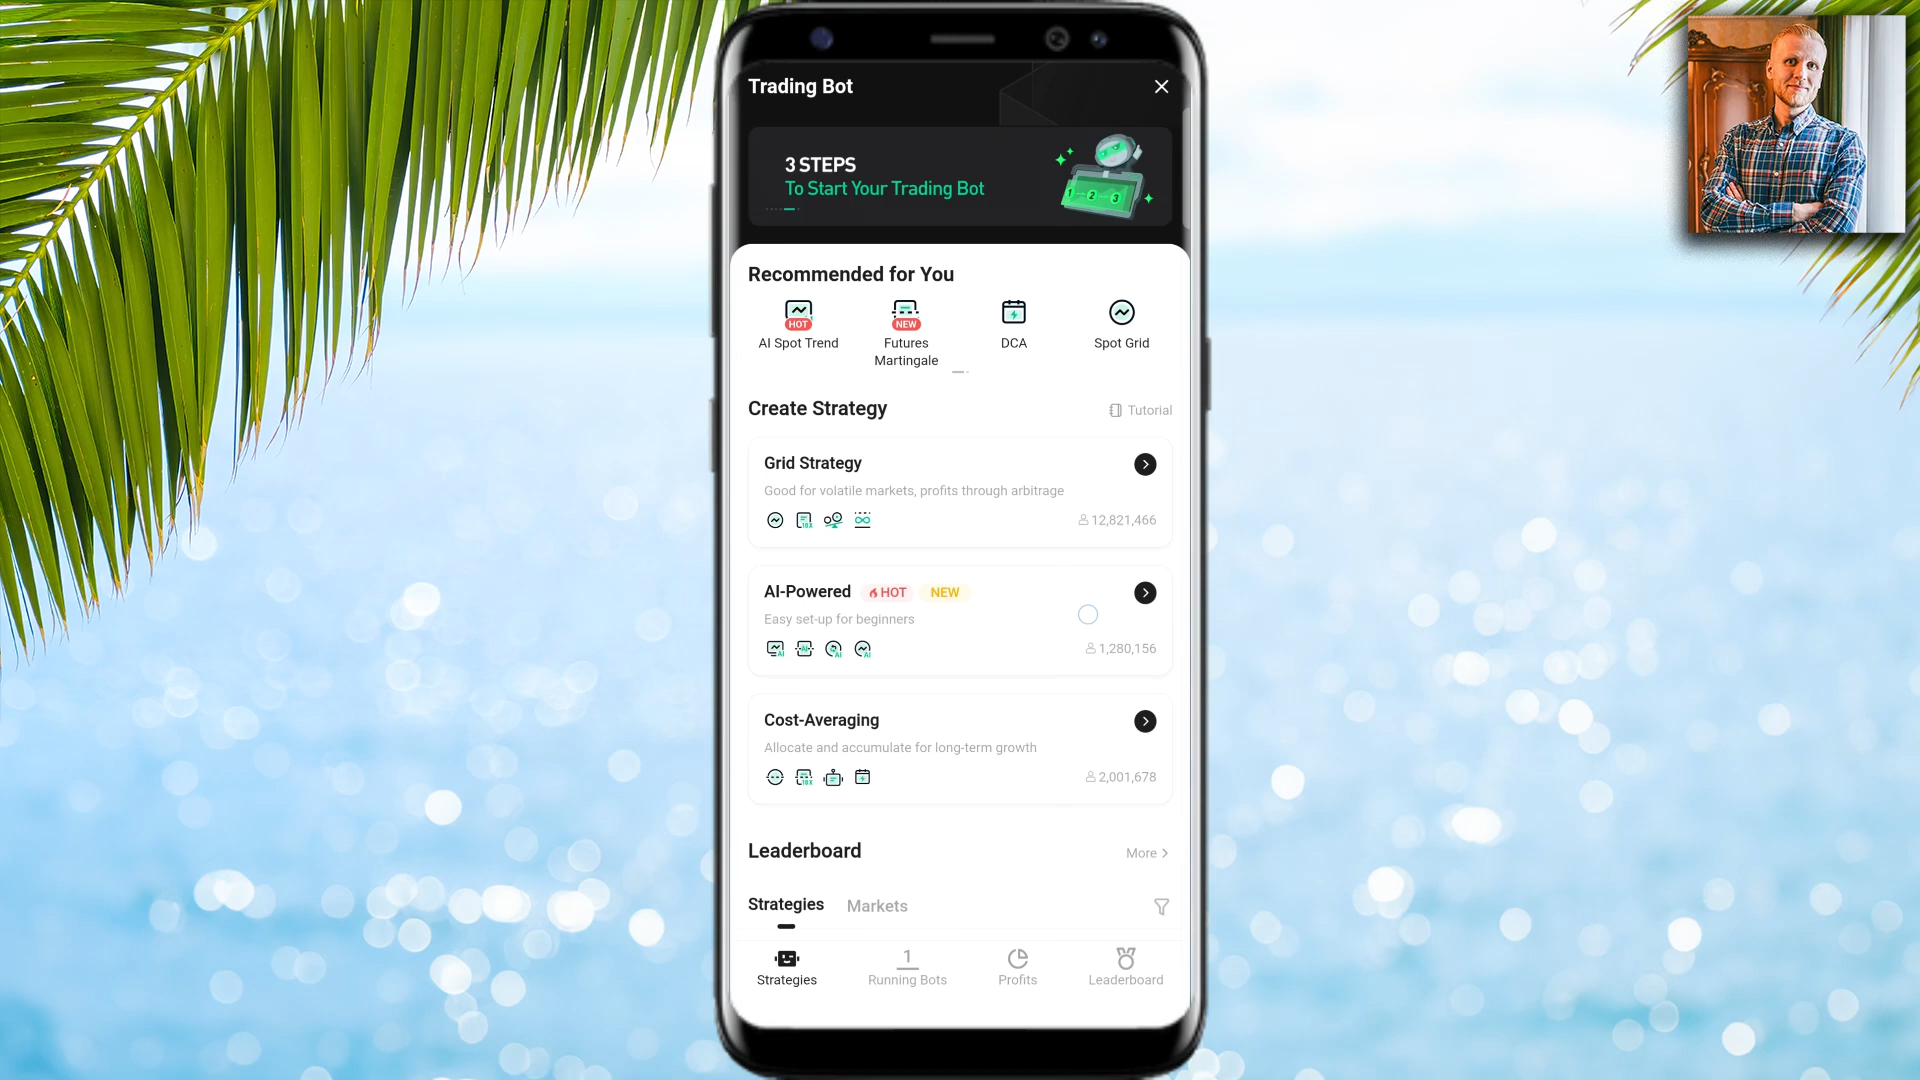 Trading Bot
3 STEPS
To Start Your Trading Bot
1 2 3
Recommended for You
HOT
NEW
AI Spot Trend
Futures
Martingale
DCA
Spot Grid
Create Strategy
Tutorial
Grid Strategy
Good for volatile markets, profits through arbitrage
12,821,466
AI-Powered HOT NEW
Easy set-up for beginners
1,280,156
Cost-Averaging
Allocate and accumulate for long-term growth
2,001,678
Leaderboard
More
Strategies Markets
Strategies
1
Running Bots
Profits
Leaderboard